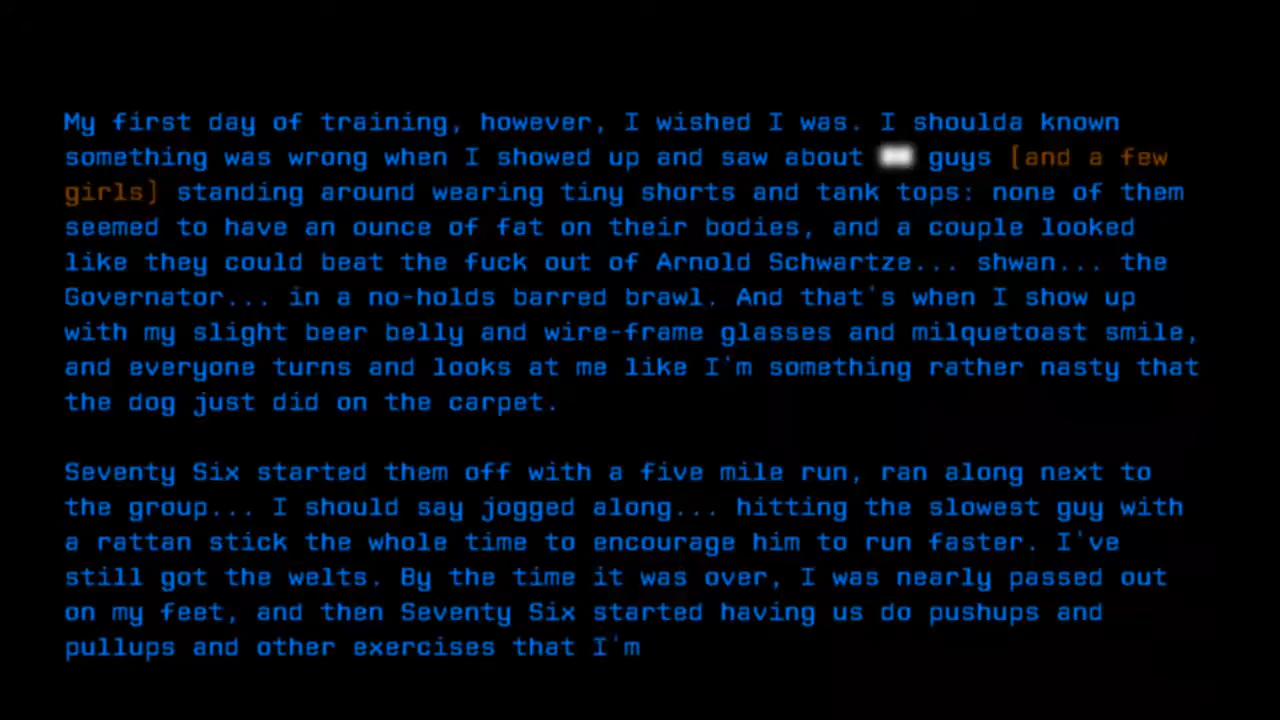 My first day of training, however, I wished I was. I shoulda known
something was wrong when I showed up and saw about guys [and a few
girls] standing around wearing tiny shorts and tank tops: none of them
seemed to have an ounce of fat on their bodies, and a couple looked
like they could beat the fuck out of Arnold Schwartze... shwan... the
Governator... in a no-holds barred brawl. And that's when I show up
with my slight beer belly and wire-frame glasses and milquetoast smile,
and everyone turns and looks at me like I'm something rather nasty that
the dog just did on the carpet.
Seventy Six started them off with a five mile run, ran along next to
the group... I should say jogged along... hitting the slowest guy with
a rattan stick the whole time to encourage him to run faster. I've
still got the welts. By the time it was over, I was nearly passed out
on my feet, and then Seventy Six started having us do pushups and
pullups and other exercises that I'm